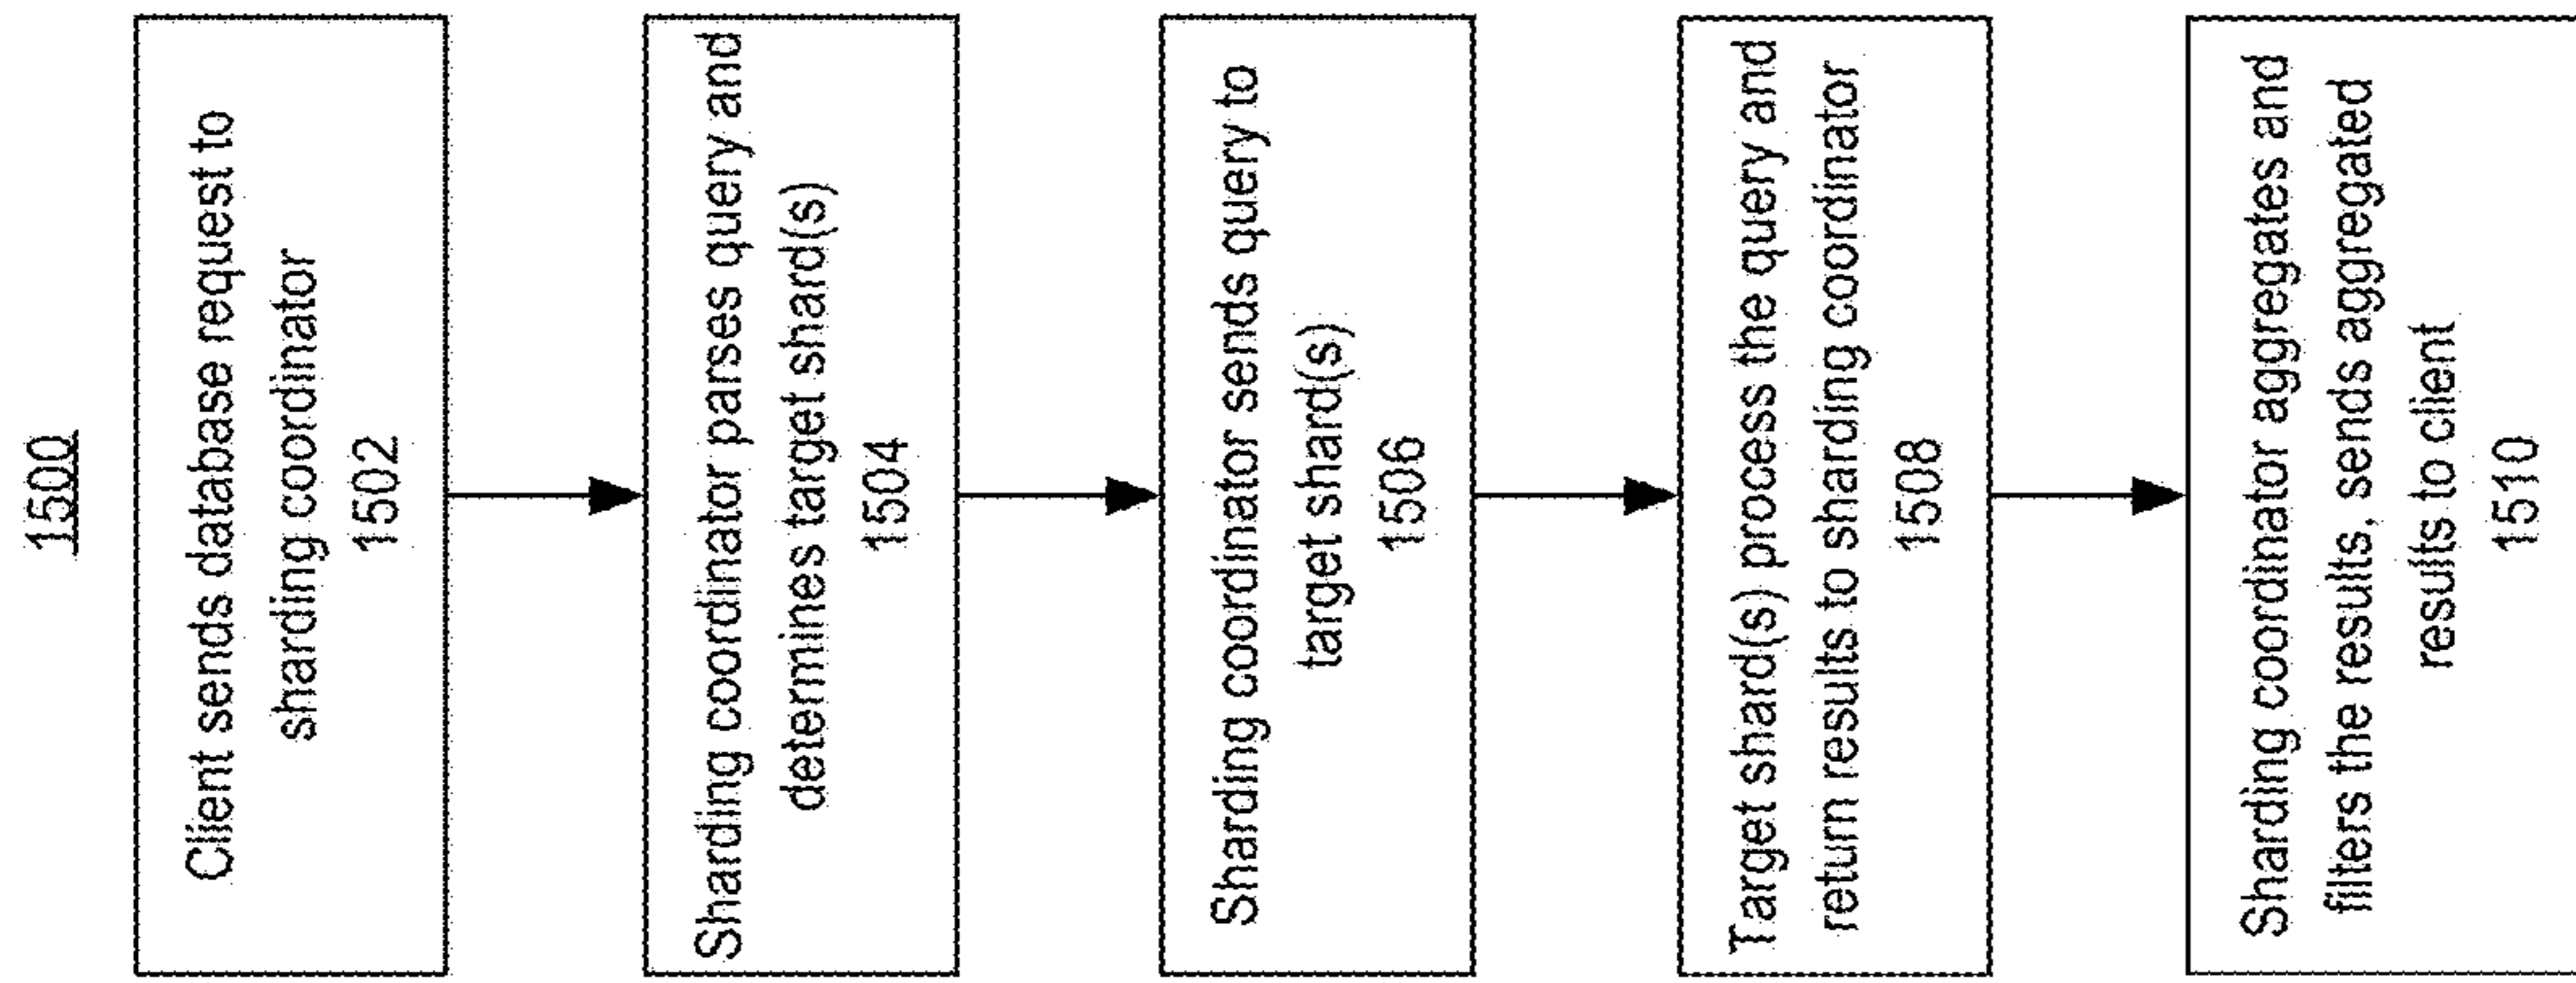 1500
Client sends database request to
sharding coordinator
1502
Sharding coordinator parses query and
determines target shard(s)
1504
Sharding coordinator sends query to
target shard(s)
1506
Target shard(s) process the query and
return results to sharding coordinator
1508
Sharding coordinator aggregates and
filters the results, sends aggregated
results to client
1510